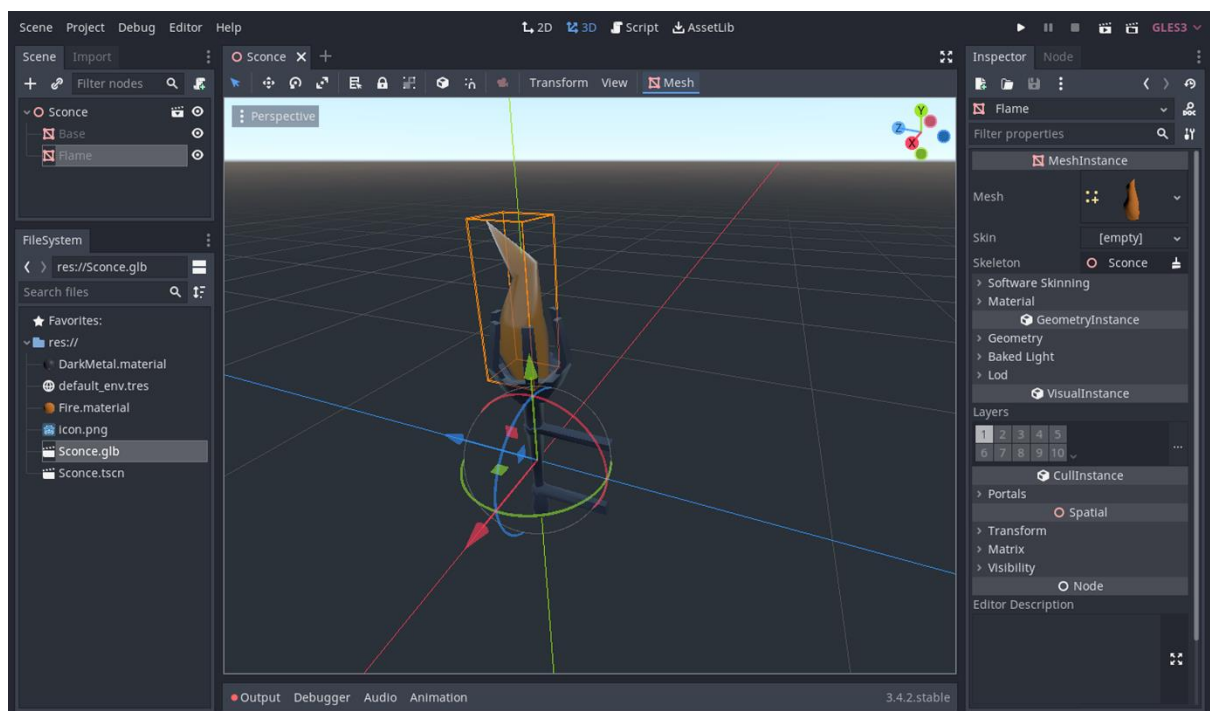 Scene Project Debug Editor Help
2D 3D Script AssetLib
GLES3
Scene Import
Filter nodes
Sconce
Base
Flame
FileSystem
res://Sconce.glb
Search files
Favorites:
res://
DarkMetal.material
default_env.tres
Fire.material
icon.png
Sconce.glb
Sconce.tscn
Sconce
Transform View Mesh
Perspective
Y
Z
X
Output Debugger Audio Animation
3.4.2.stable
Inspector Node
Flame
DOC
Filter properties
MeshInstance
Mesh
Skin [empty]
Skeleton Sconce
Software Skinning
Material
GeometryInstance
Geometry
Baked Light
Lod
VisualInstance
Layers
1 2 3 4 5
6 7 8 9 10
...
CullInstance
Portals
Spatial
Transform
Matrix
Visibility
Node
Editor Description